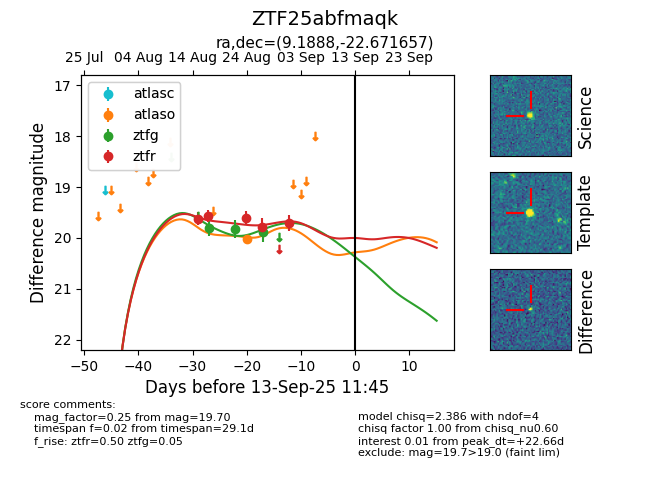 ZTF25abfmaqk
ra,dec=(9.1888,-22.671657)
25 Jul 04 Aug 14 Aug 24 Aug 03 Sep 13 Sep 23 Sep
atlasc
atlaso
ztfg
ztfr
17
18
19
20
21
22
Difference magnitude
−50 −40 −30 −20 −10 0 10
Days before 13-Sep-25 11:45
Science
Template
Difference
score comments:
mag_factor=0.25 from mag=19.70
timespan f=0.02 from timespan=29.1d
f_rise: ztfr=0.50 ztfg=0.05
model chisq=2.386 with ndof=4
chisq factor 1.00 from chisq_nu0.60
interest 0.01 from peak_dt=+22.66d
exclude: mag=19.7>19.0 (faint lim)